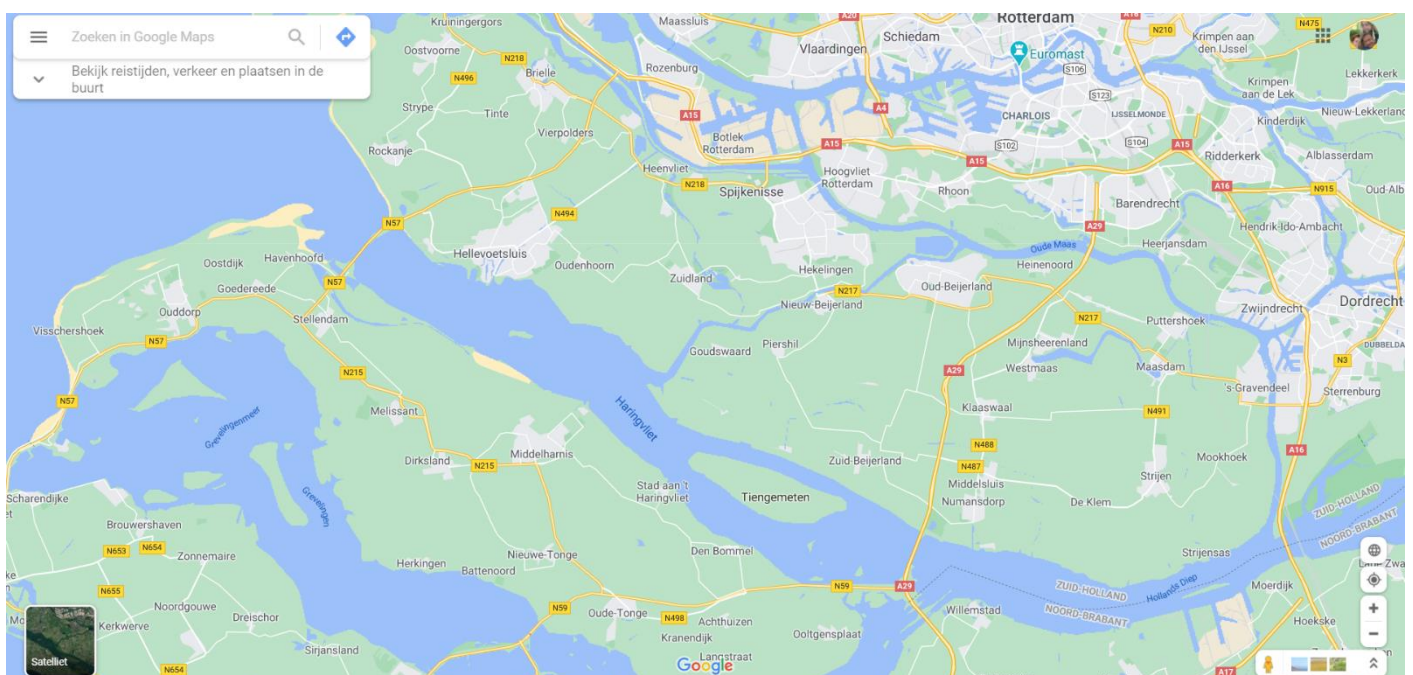 Zoeken in Google Maps
Bekijk reistijden, verkeer en plaatsen in de
buurt
Kruiningergors
Maassluis
A20
Rotterdam
A16
N475
Oostvoorne
N218
Vlaardingen
Schiedam
Euromast
N210
Krimpen aan
den IJssel
N496
Brielle
Rozenburg
S106
Krimpen
aan de Lek
Lekkerkerk
Strype
Tinte
A15
A4
S123
CHARLOIS
IJSSELMONDE
Nieuw-Lekkerland
Kinderdijk
Vierpolders
Botlek
Rotterdam
A15
S102
S104
A15
Rockanje
Heenvliet
A15
Ridderkerk
Alblasserdam
N218
Spijkenisse
Hoogvliet
Rotterdam
Rhoon
A16
N915
Oud-Alb
Barendrecht
N57
N494
A29
Hendrik-Ido-Ambacht
Hellevoetsluis
Oude Maas
Heerjansdam
Oostdijk
Havenhoofd
Oudenhoorn
Zuidland
Hekelingen
Heinenoord
Goedereede
N57
N217
Oud-Beijerland
Nieuw-Beijerland
Dordrecht
Ouddorp
Stellendam
N217
Puttershoek
Zwijndrecht
Visschershoek
N57
Goudswaard
Piershil
Mijnsheerenland
DUBBELDA
N215
A29
Westmaas
Maasdam
N3
's-Gravendeel
Sterrenburg
N57
Haringvliet
Klaaswaal
N491
Grevelingenmeer
Melissant
N488
A16
Dirksland
N215
Middelharnis
Zuid-Beijerland
N487
Mookhoek
Grevelingen
Stad aan 't
Haringvliet
Tiengemeten
Middelsluis
Strijen
Scharendijke
et
Numansdorp
De Klem
ZUID-HOLLAND
NOORD-BRABANT
Brouwershaven
N653
N654
Zonnemaire
Nieuwe-Tonge
Den Bommel
Strijensas
Herkingen
Battenoord
ke
N655
N59
A29
ZUID-HOLLAND
Hollands Diep
Moerdijk
Noordgouwe
N59
Oude-Tonge
N498
Achthuizen
Willemstad
NOORD-BRABANT
Hoekske
Mo
Kerkwerve
Dreischor
Kranendijk
Ooltgensplaat
Sirjansland
Langstraat
Google
Satelliet
N654
A17